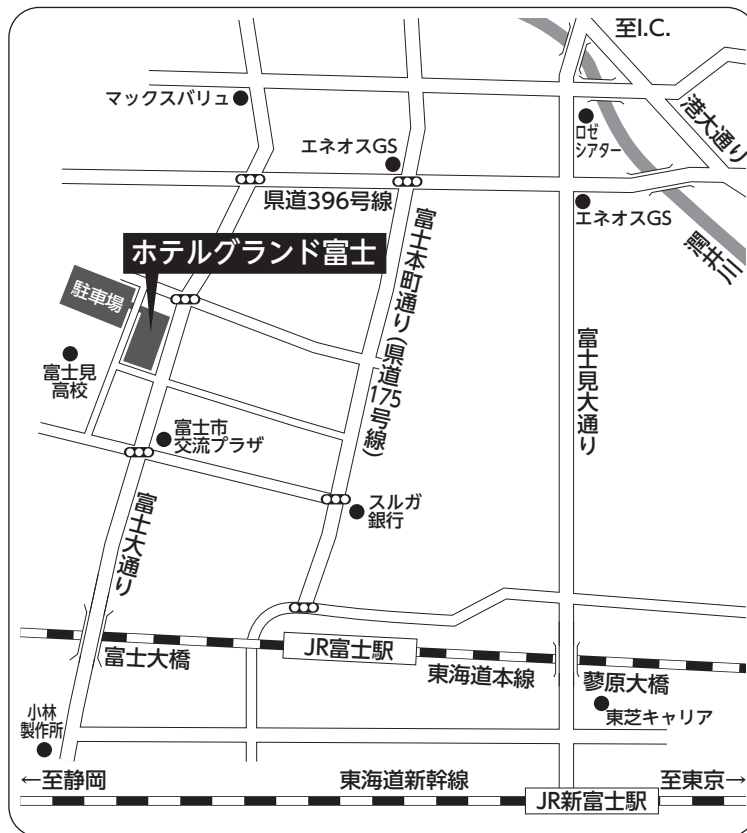 至I.C.
マックスバリュ
港大通り
ロゼ
シアター
エネオスGS
県道396号線
エネオスGS
潤井川
ホテルグランド富士
駐車場
富士本町通り(県道175号線)
富士見大通り
富士見
高校
富士市
交流プラザ
スルガ
銀行
富士大通り
JR富士駅
富士大橋
東海道本線
蓼原大橋
小林
製作所
東芝キャリア
←至静岡
東海道新幹線
至東京→
JR新富士駅